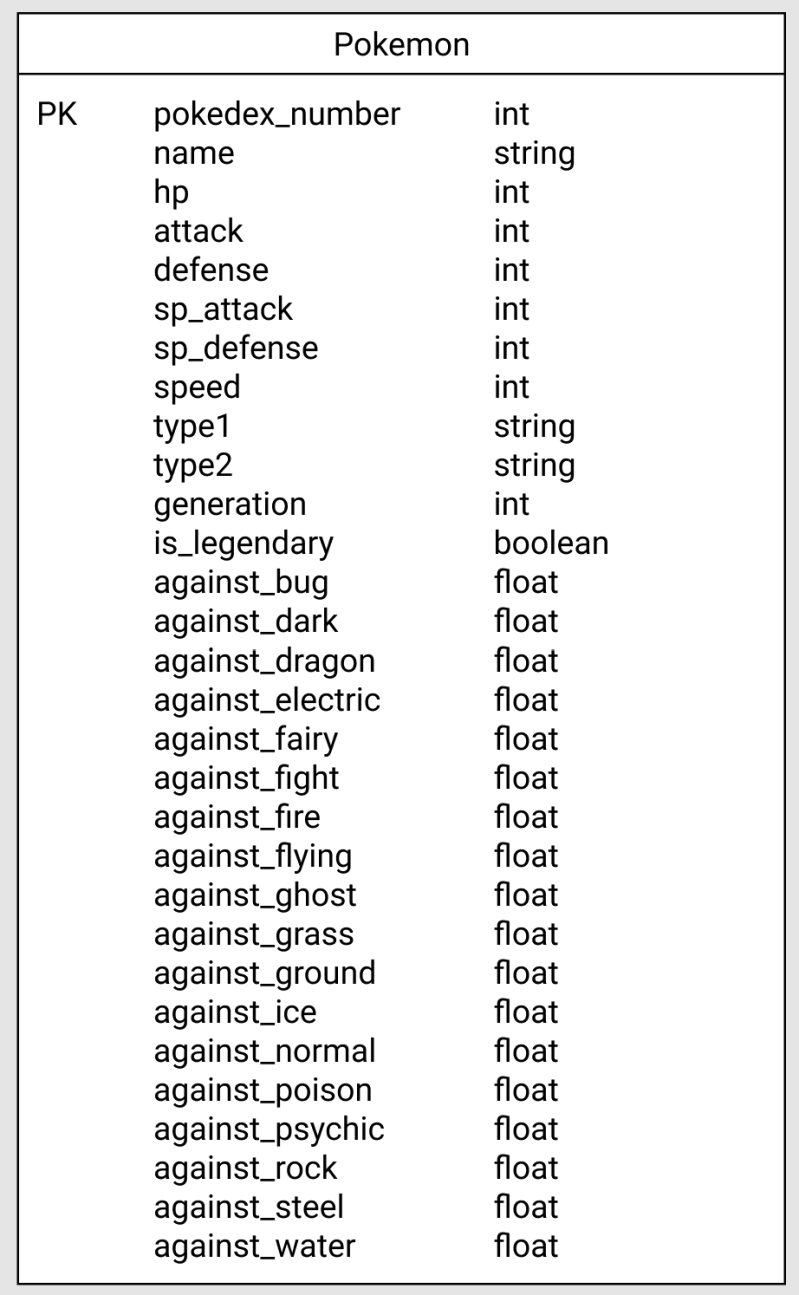 Pokemon
PK pokedex_number int
name string
hp int
attack int
defense int
sp_attack int
sp_defense int
speed int
type1 string
type2 string
generation int
is_legendary boolean
against_bug float
against_dark float
against_dragon float
against_electric float
against_fairy float
against_fight float
against_fire float
against_flying float
against_ghost float
against_grass float
against_ground float
against_ice float
against_normal float
against_poison float
against_psychic float
against_rock float
against_steel float
against_water float